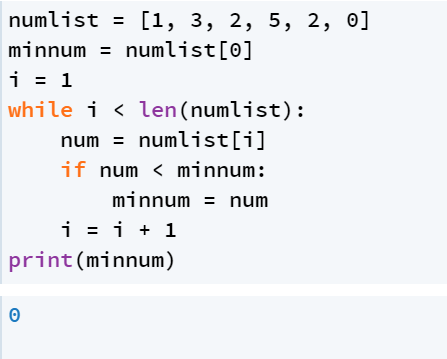 numlist = [1, 3, 2, 5, 2, 0]
minnum = numlist[0]
i = 1
while i < len(numlist):
    num = numlist[i]
    if num < minnum:
        minnum = num
    i = i + 1
print(minnum)
0